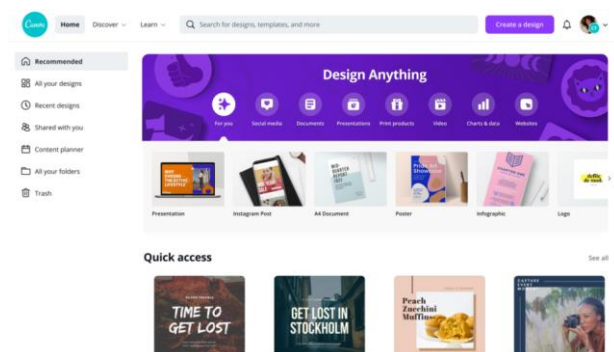 Canva
Home
Discover
Learn
Search for designs, templates, and more
Create a design
Recommended
All your designs
Recent designs
Shared with you
Content planner
All your folders
Trash
Design Anything
For you
Social media
Documents
Presentations
Print products
Video
Charts & data
Websites
Presentation
Instagram Post
A4 Document
Poster
Infographic
Logo
Quick access
See all
TIME TO
GET LOST
GET LOST IN
STOCKHOLM
Peach
Zucchini
Muffins
CAPTURE
EVERY